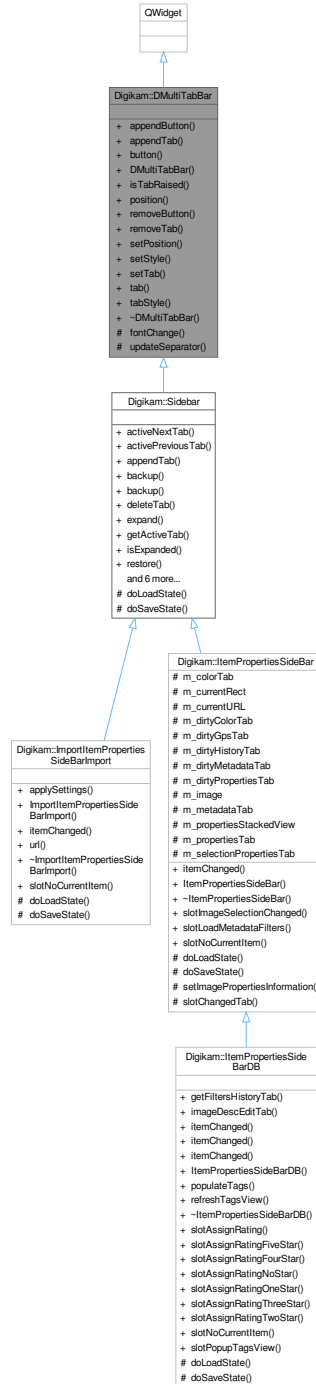 QWidget
Digikam::DMultiTabBar
+ appendButton()
+ appendTab()
+ button()
+ DMultiTabBar()
+ isTabRaised()
+ position()
+ removeButton()
+ removeTab()
+ setPosition()
+ setStyle()
+ setTab()
+ tab()
+ tabStyle()
+ ~DMultiTabBar()
# fontChange()
# updateSeparator()
Digikam::Sidebar
+ activeNextTab()
+ activePreviousTab()
+ appendTab()
+ backup()
+ backup()
+ deleteTab()
+ expand()
+ getActiveTab()
+ isExpanded()
+ restore()
and 6 more...
# doLoadState()
# doSaveState()
Digikam::ImportItemProperties
SideBarImport
+ applySettings()
+ ImportItemPropertiesSide
BarImport()
+ itemChanged()
+ url()
+ ~ImportItemPropertiesSide
BarImport()
+ slotNoCurrentItem()
# doLoadState()
# doSaveState()
Digikam::ItemPropertiesSideBar
# m_colorTab
# m_currentRect
# m_currentURL
# m_dirtyColorTab
# m_dirtyGpsTab
# m_dirtyHistoryTab
# m_dirtyMetadataTab
# m_dirtyPropertiesTab
# m_image
# m_metadataTab
# m_propertiesStackedView
# m_propertiesTab
# m_selectionPropertiesTab
+ itemChanged()
+ ItemPropertiesSideBar()
+ ~ItemPropertiesSideBar()
+ slotImageSelectionChanged()
+ slotLoadMetadataFilters()
+ slotNoCurrentItem()
# doLoadState()
# doSaveState()
# setImagePropertiesInformation()
# slotChangedTab()
Digikam::ItemPropertiesSide
BarDB
+ getFiltersHistoryTab()
+ imageDescEditTab()
+ itemChanged()
+ itemChanged()
+ itemChanged()
+ ItemPropertiesSideBarDB()
+ populateTags()
+ refreshTagsView()
+ ~ItemPropertiesSideBarDB()
+ slotAssignRating()
+ slotAssignRatingFiveStar()
+ slotAssignRatingFourStar()
+ slotAssignRatingNoStar()
+ slotAssignRatingOneStar()
+ slotAssignRatingThreeStar()
+ slotAssignRatingTwoStar()
+ slotNoCurrentItem()
+ slotPopupTagsView()
# doLoadState()
# doSaveState()